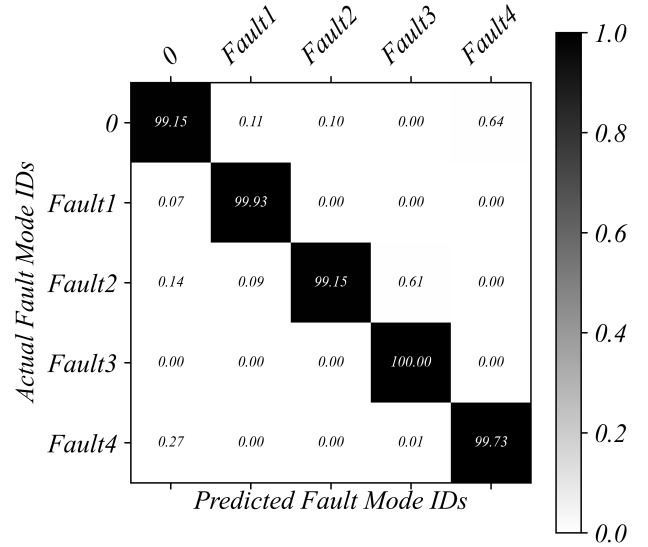 0 Fault1 Fault2 Fault3 Fault4
0 99.15 0.11 0.10 0.00 0.64
Fault1 0.07 99.93 0.00 0.00 0.00
Fault2 0.14 0.09 99.15 0.61 0.00
Fault3 0.00 0.00 0.00 100.00 0.00
Fault4 0.27 0.00 0.00 0.01 99.73
Actual Fault Mode IDs
Predicted Fault Mode IDs
1.0
0.8
0.6
0.4
0.2
0.0